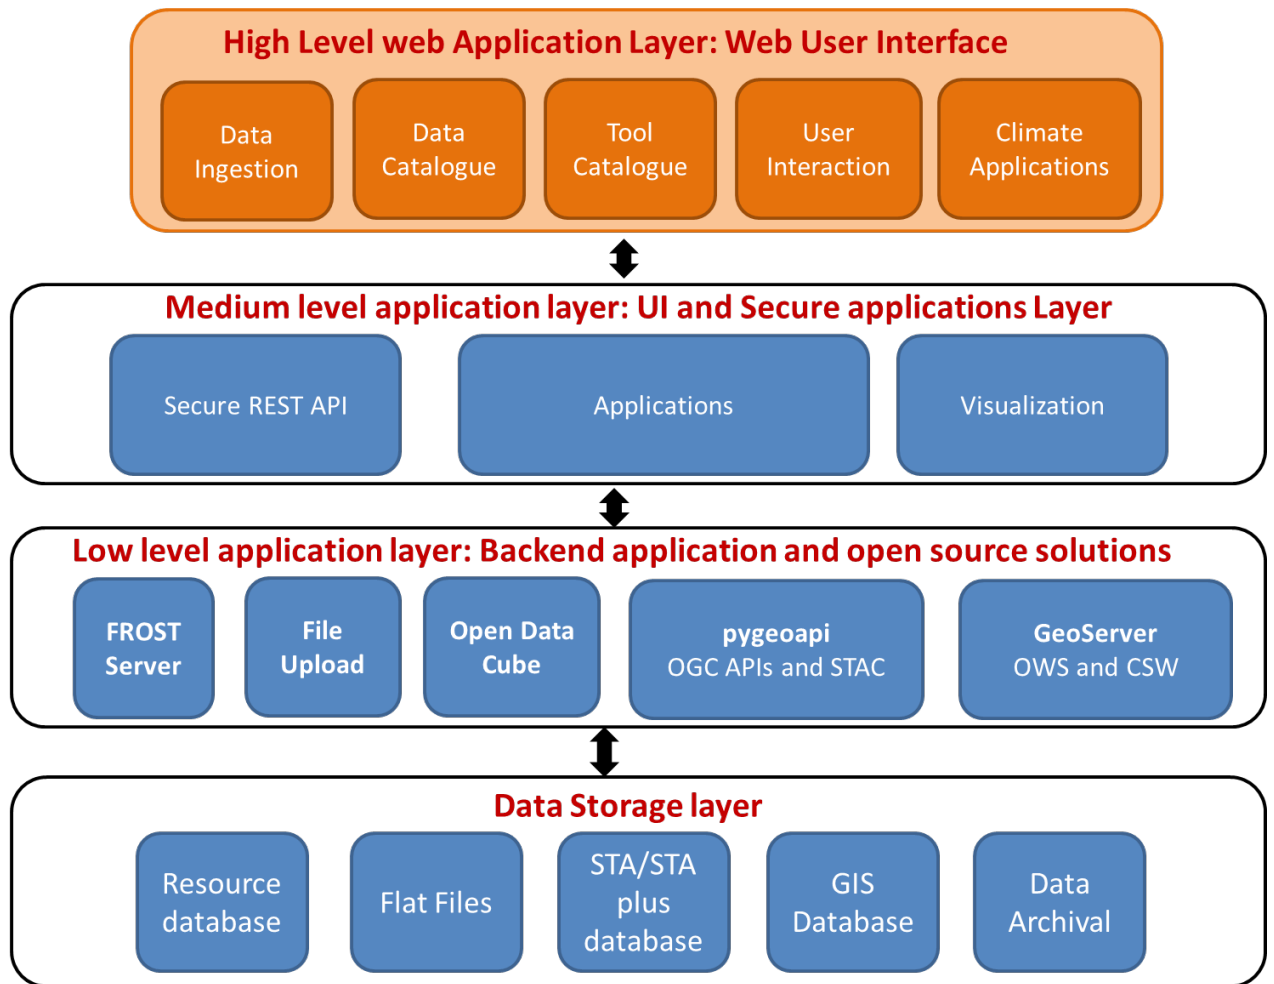 High Level web Application Layer: Web User Interface
Data
Ingestion
Data
Catalogue
Tool
Catalogue
User
Interaction
Climate
Applications
Medium level application layer: UI and Secure applications Layer
Secure REST API
Applications
Visualization
Low level application layer: Backend application and open source solutions
FROST
Server
File
Upload
Open Data
Cube
pygeoapi
OGC APIs and STAC
GeoServer
OWS and CSW
Data Storage layer
Resource
database
Flat Files
STA/STA
plus
database
GIS
Database
Data
Archival